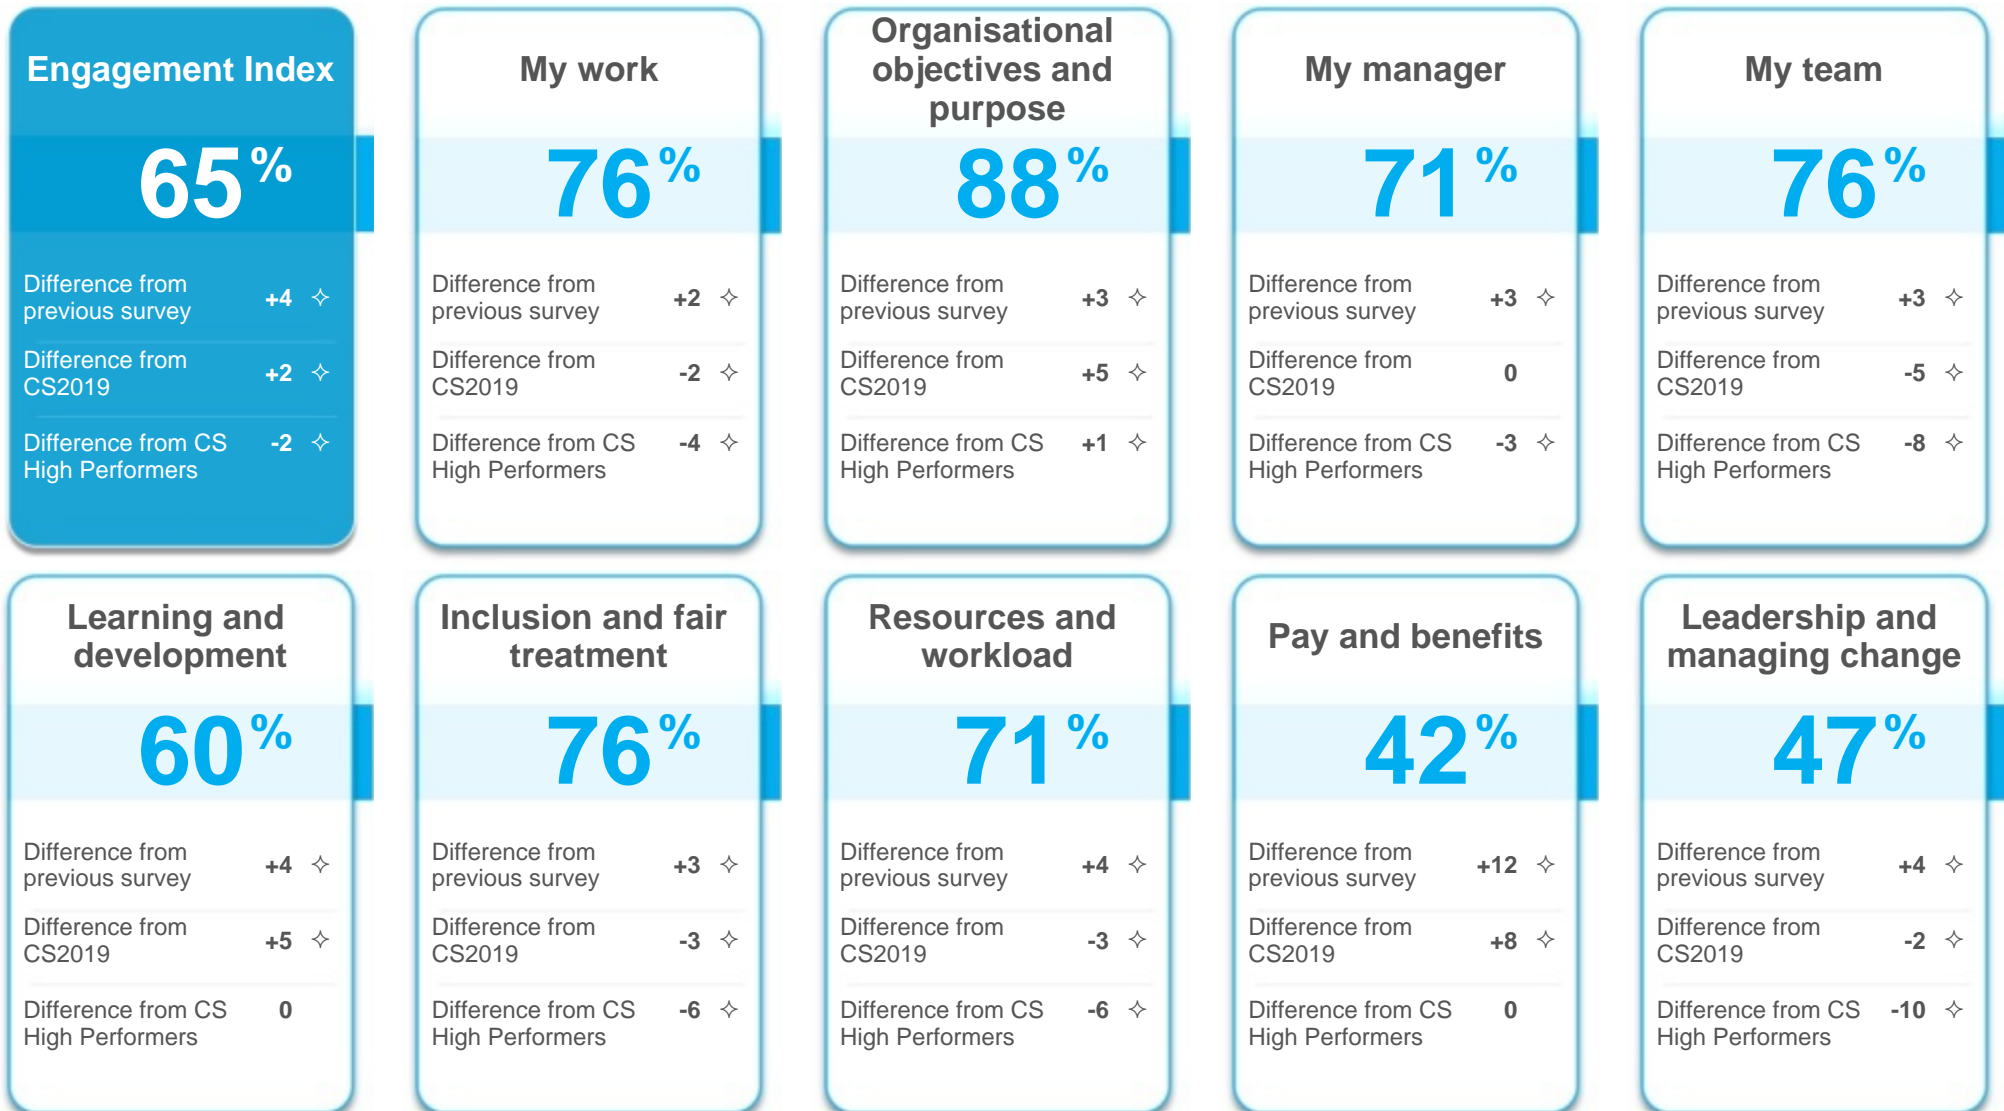 Engagement Index
65%
Difference from
previous survey
+4 ✧
Difference from
CS2019
+2 ✧
Difference from CS
High Performers
-2 ✧
My work
76%
Difference from
previous survey
+2 ✧
Difference from
CS2019
-2 ✧
Difference from CS
High Performers
-4 ✧
Organisational
objectives and
purpose
88%
Difference from
previous survey
+3 ✧
Difference from
CS2019
+5 ✧
Difference from CS
High Performers
+1 ✧
My manager
71%
Difference from
previous survey
+3 ✧
Difference from
CS2019
0
Difference from CS
High Performers
-3 ✧
My team
76%
Difference from
previous survey
+3 ✧
Difference from
CS2019
-5 ✧
Difference from CS
High Performers
-8 ✧
Learning and
development
60%
Difference from
previous survey
+4 ✧
Difference from
CS2019
+5 ✧
Difference from CS
High Performers
0
Inclusion and fair
treatment
76%
Difference from
previous survey
+3 ✧
Difference from
CS2019
-3 ✧
Difference from CS
High Performers
-6 ✧
Resources and
workload
71%
Difference from
previous survey
+4 ✧
Difference from
CS2019
-3 ✧
Difference from CS
High Performers
-6 ✧
Pay and benefits
42%
Difference from
previous survey
+12 ✧
Difference from
CS2019
+8 ✧
Difference from CS
High Performers
0
Leadership and
managing change
47%
Difference from
previous survey
+4 ✧
Difference from
CS2019
-2 ✧
Difference from CS
High Performers
-10 ✧